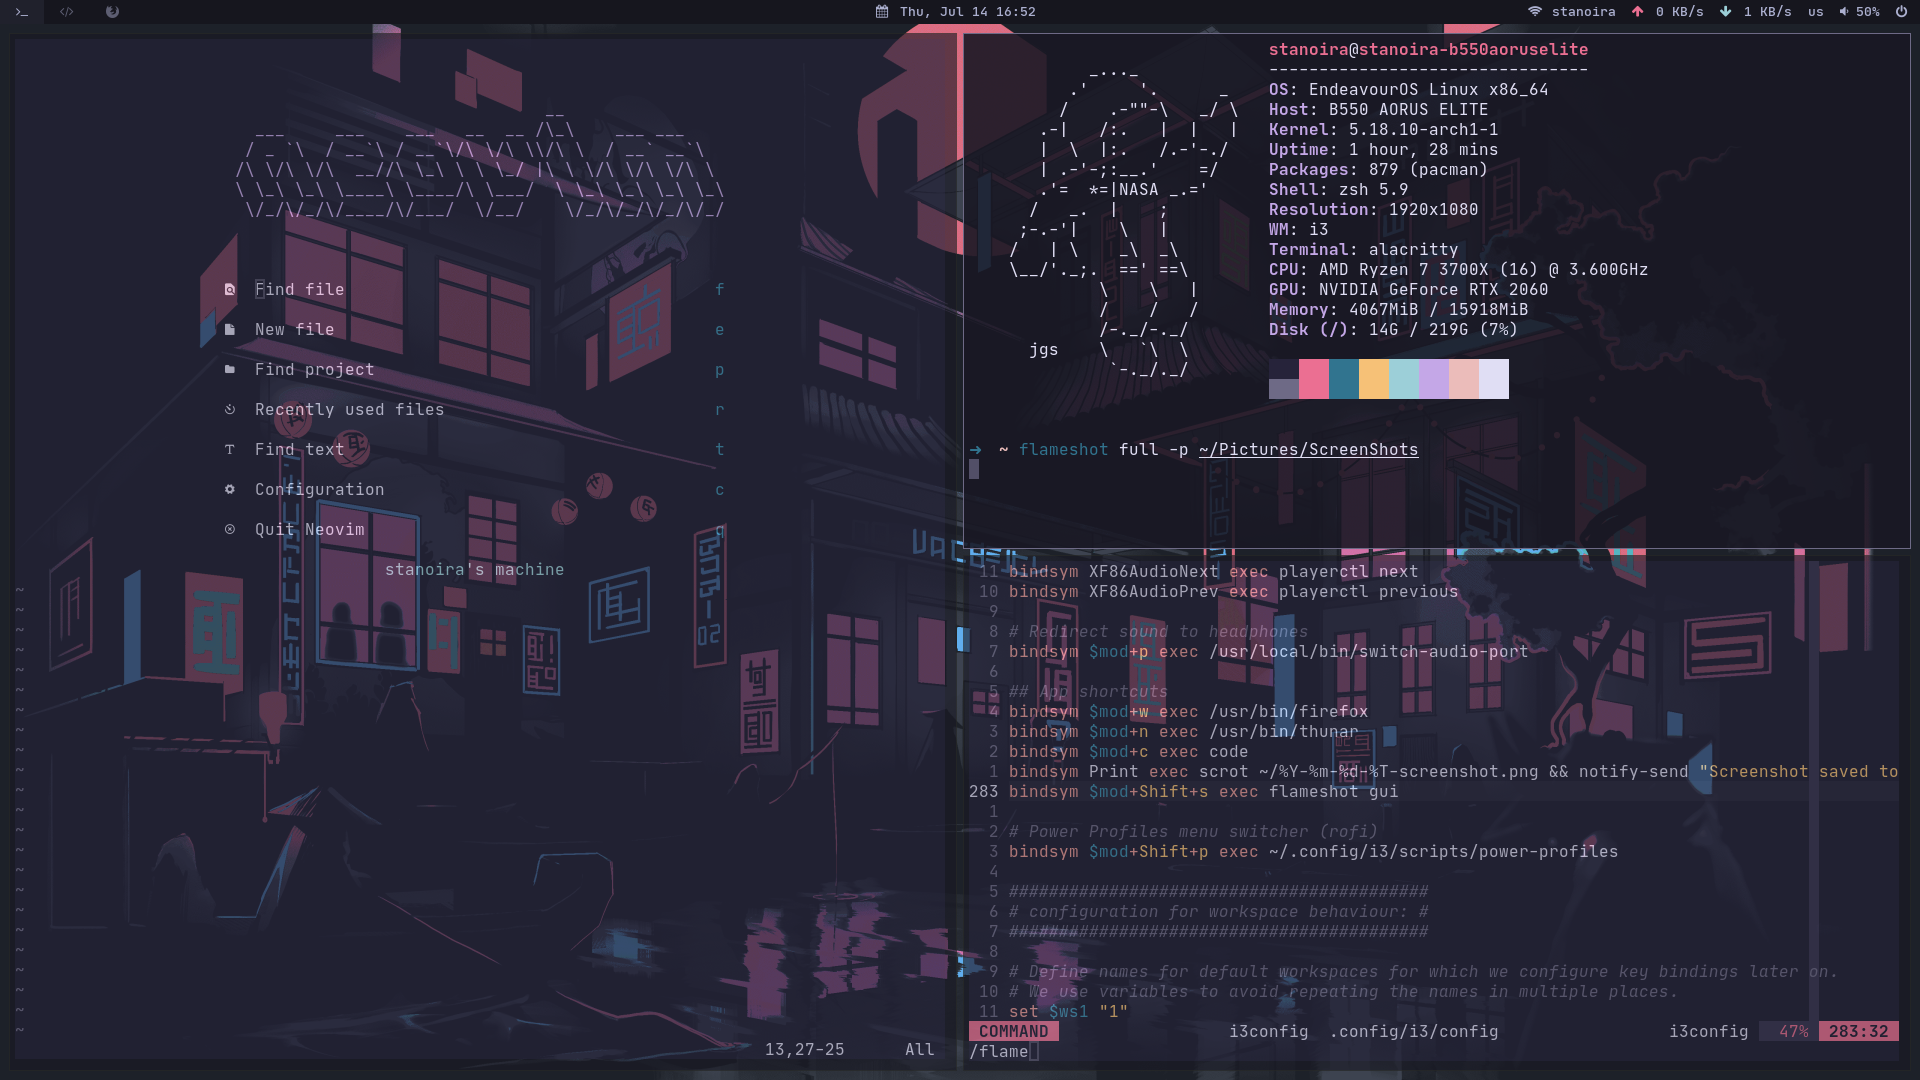 Thu, Jul 14 16:52
stanoira 0 KB/s 1 KB/s us 50%
Find file f
New file e
Find project p
Recently used files r
Find text t
Configuration c
Quit Neovim q
stanoira's machine
13,27-25 All
NASA
jgs
stanoira@stanoira-b550aoruselite
--------------------------------
OS: EndeavourOS Linux x86_64
Host: B550 AORUS ELITE
Kernel: 5.18.10-arch1-1
Uptime: 1 hour, 28 mins
Packages: 879 (pacman)
Shell: zsh 5.9
Resolution: 1920x1080
WM: i3
Terminal: alacritty
CPU: AMD Ryzen 7 3700X (16) @ 3.600GHz
GPU: NVIDIA GeForce RTX 2060
Memory: 4067MiB / 15918MiB
Disk (/): 14G / 219G (7%)
➜ ~ flameshot full -p ~/Pictures/ScreenShots
11 bindsym XF86AudioNext exec playerctl next
10 bindsym XF86AudioPrev exec playerctl previous
9
8 # Redirect sound to headphones
7 bindsym $mod+p exec /usr/local/bin/switch-audio-port
6
5 ## App shortcuts
4 bindsym $mod+w exec /usr/bin/firefox
3 bindsym $mod+n exec /usr/bin/thunar
2 bindsym $mod+c exec code
1 bindsym Print exec scrot ~/%Y-%m-%d-%T-screenshot.png && notify-send "Screenshot saved to
283 bindsym $mod+Shift+s exec flameshot gui
1
2 # Power Profiles menu switcher (rofi)
3 bindsym $mod+Shift+p exec ~/.config/i3/scripts/power-profiles
4
5 ##########################################
6 # configuration for workspace behaviour: #
7 ##########################################
8
9 # Define names for default workspaces for which we configure key bindings later on.
10 # We use variables to avoid repeating the names in multiple places.
11 set $ws1 "1"
COMMAND i3config .config/i3/config i3config 47% 283:32
/flame